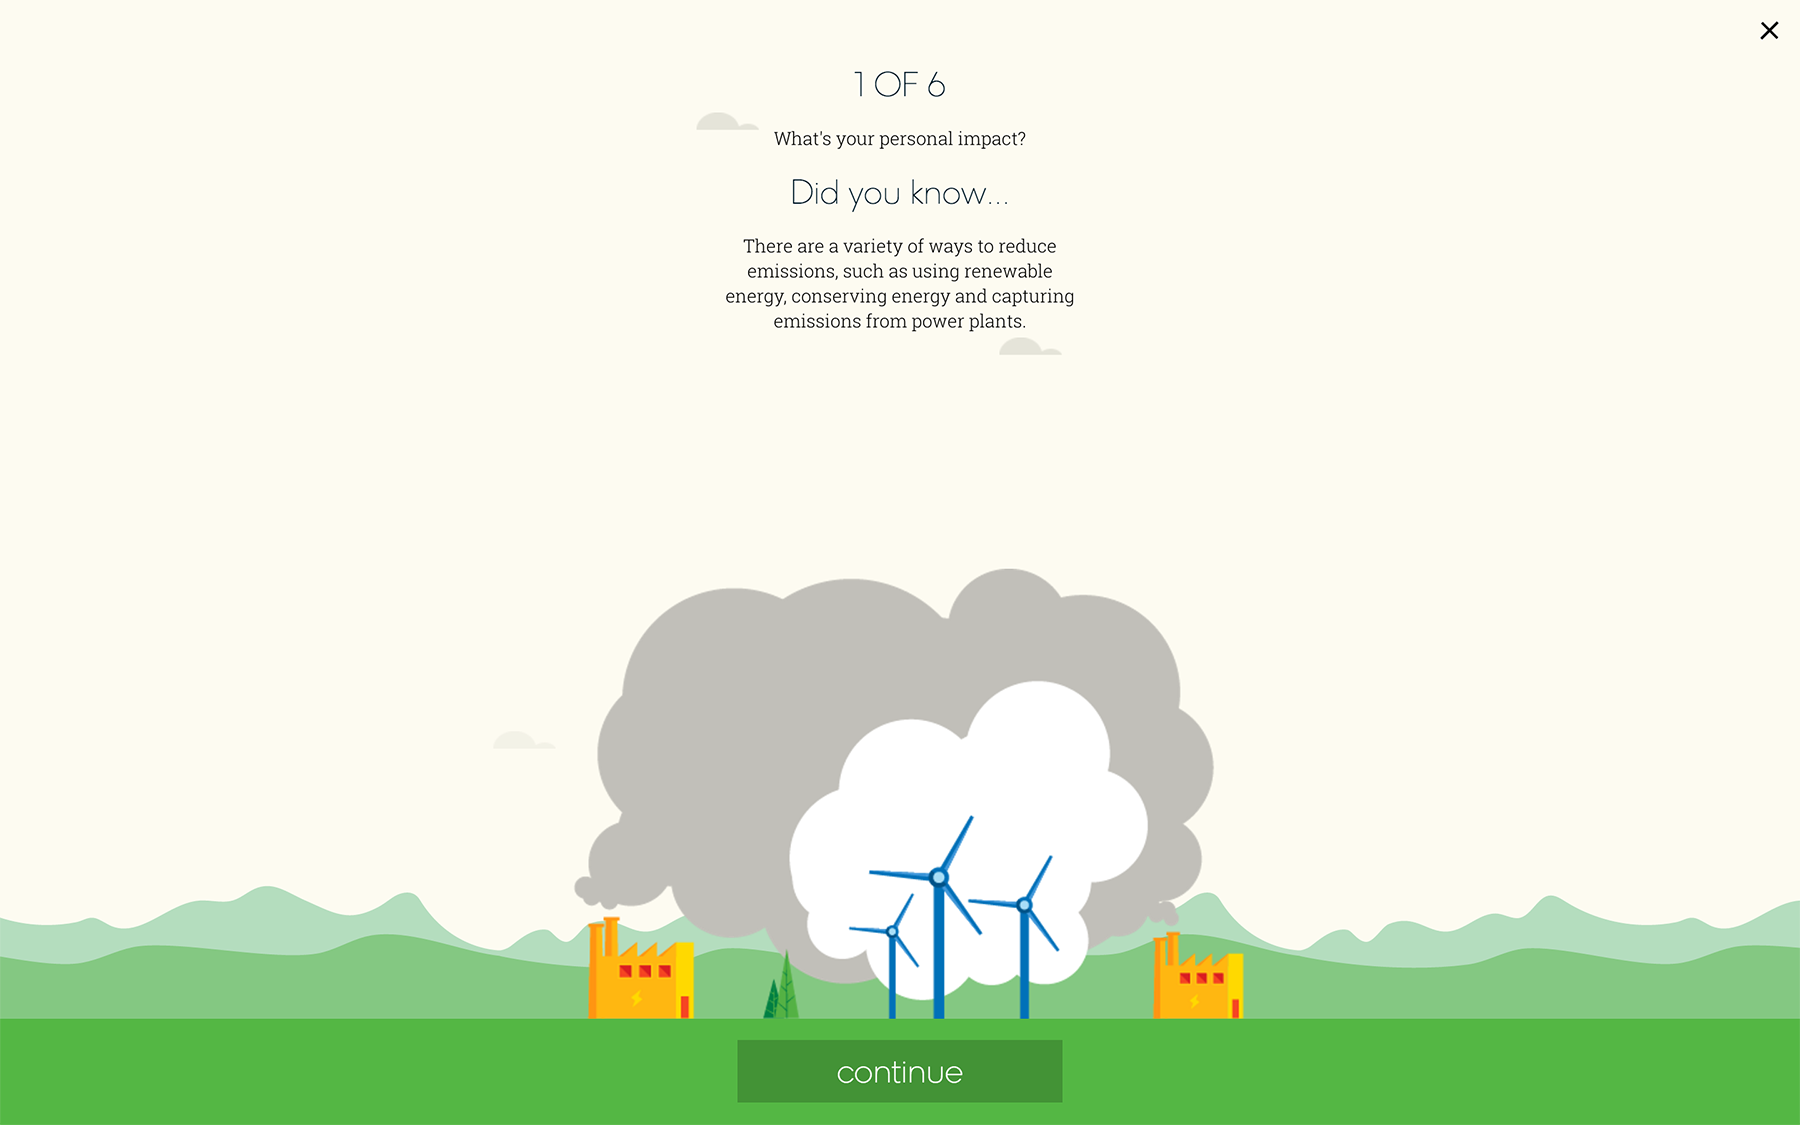 1 OF 6
What's your personal impact?
Did you know...
There are a variety of ways to reduce
emissions, such as using renewable
energy, conserving energy and capturing
emissions from power plants.
continue